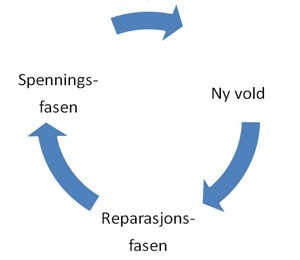 Spennings-
fasen
Ny vold
Reparasjons-
fasen